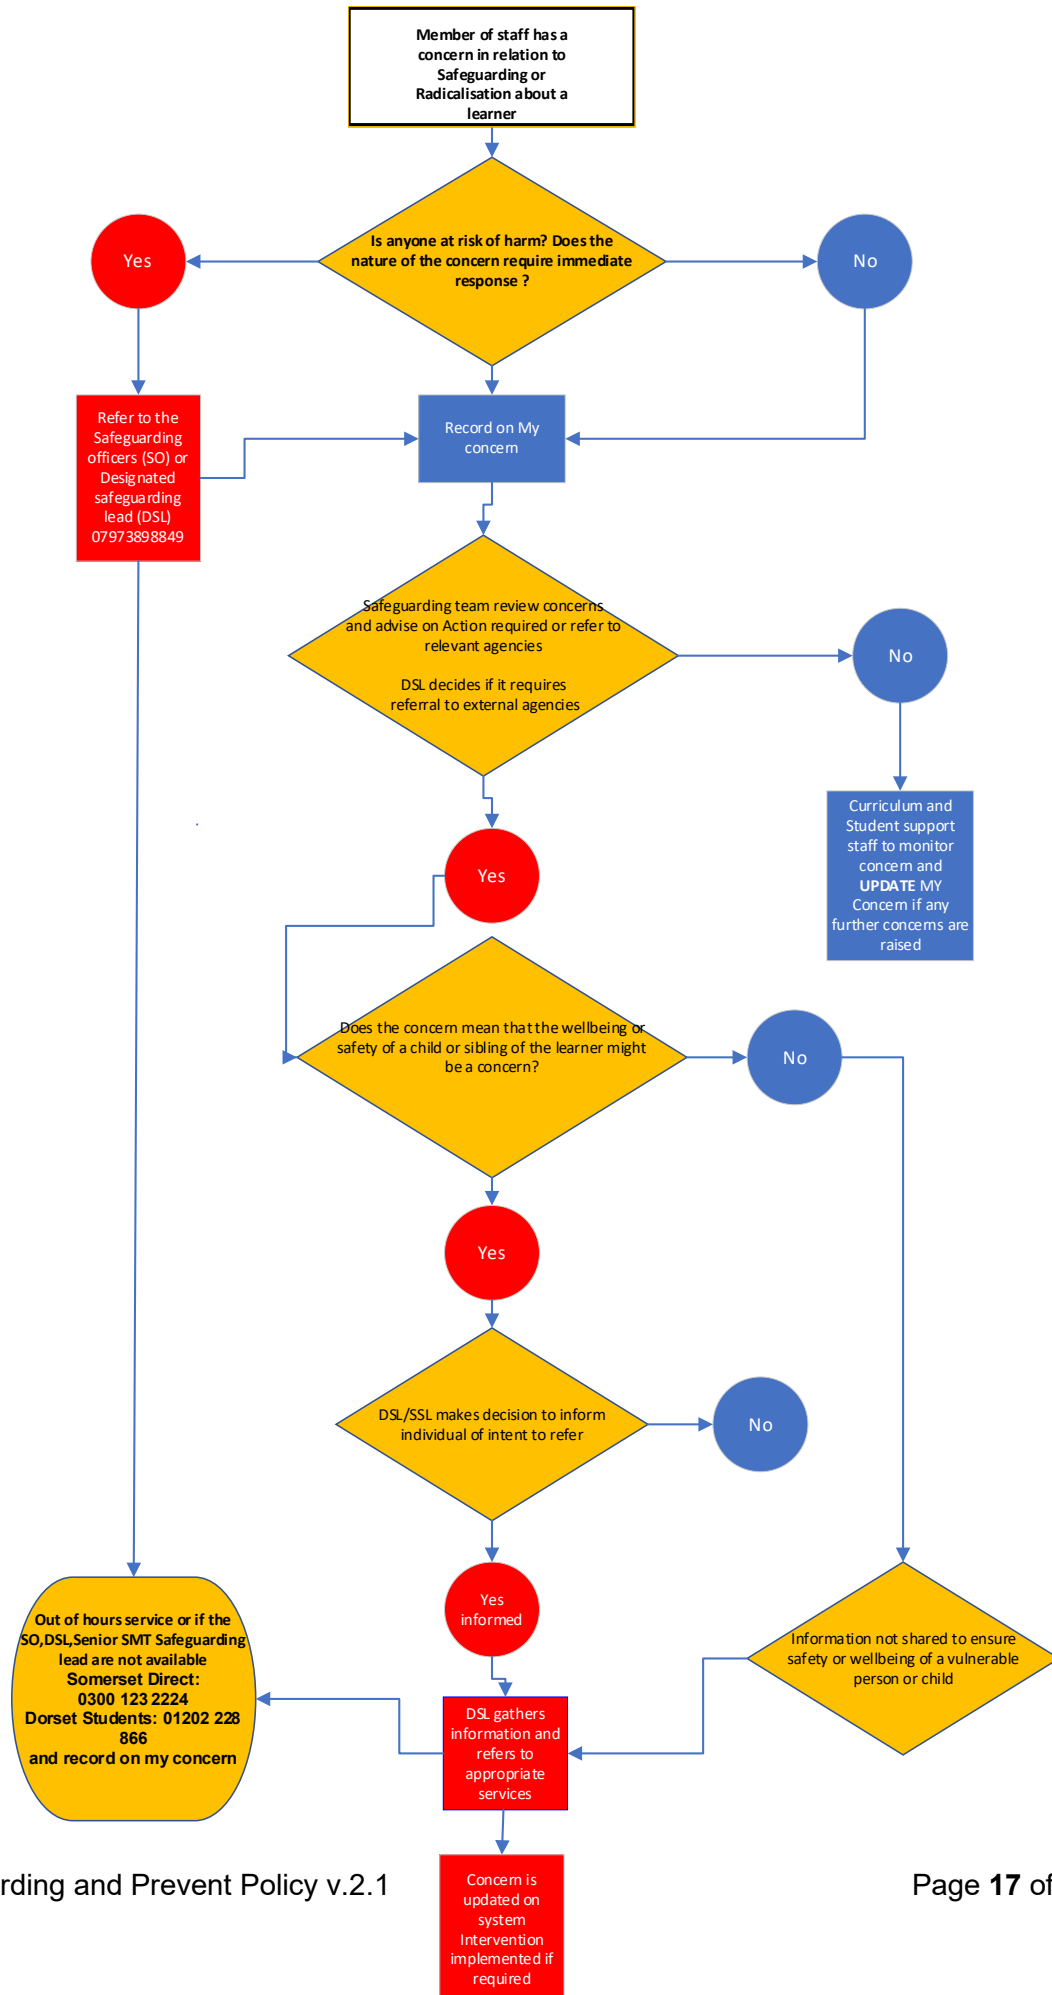 Member of staff has a
concern in relation to
Safeguarding or
Radicalisation about a
learner
Is anyone at risk of harm? Does the
nature of the concern require immediate
response ?
Yes
No
Refer to the
Safeguarding
officers (SO) or
Designated
safeguarding
lead (DSL)
07973898849
Record on My
concern
Safeguarding team review concerns
and advise on Action required or refer to
relevant agencies
DSL decides if it requires
referral to external agencies
No
Curriculum and
Student support
staff to monitor
concern and
UPDATE MY
Concern if any
further concerns are
raised
Yes
Does the concern mean that the wellbeing or
safety of a child or sibling of the learner might
be a concern?
No
Yes
DSL/SSL makes decision to inform
individual of intent to refer
No
Yes
informed
Out of hours service or if the
SO,DSL,Senior SMT Safeguarding
lead are not available
Somerset Direct:
0300 123 2224
Dorset Students: 01202 228
866
and record on my concern
Information not shared to ensure
safety or wellbeing of a vulnerable
person or child
DSL gathers
information and
refers to
appropriate
services
rding and Prevent Policy v.2.1
Page 17 of
Concern is
updated on
system
Intervention
implemented if
required